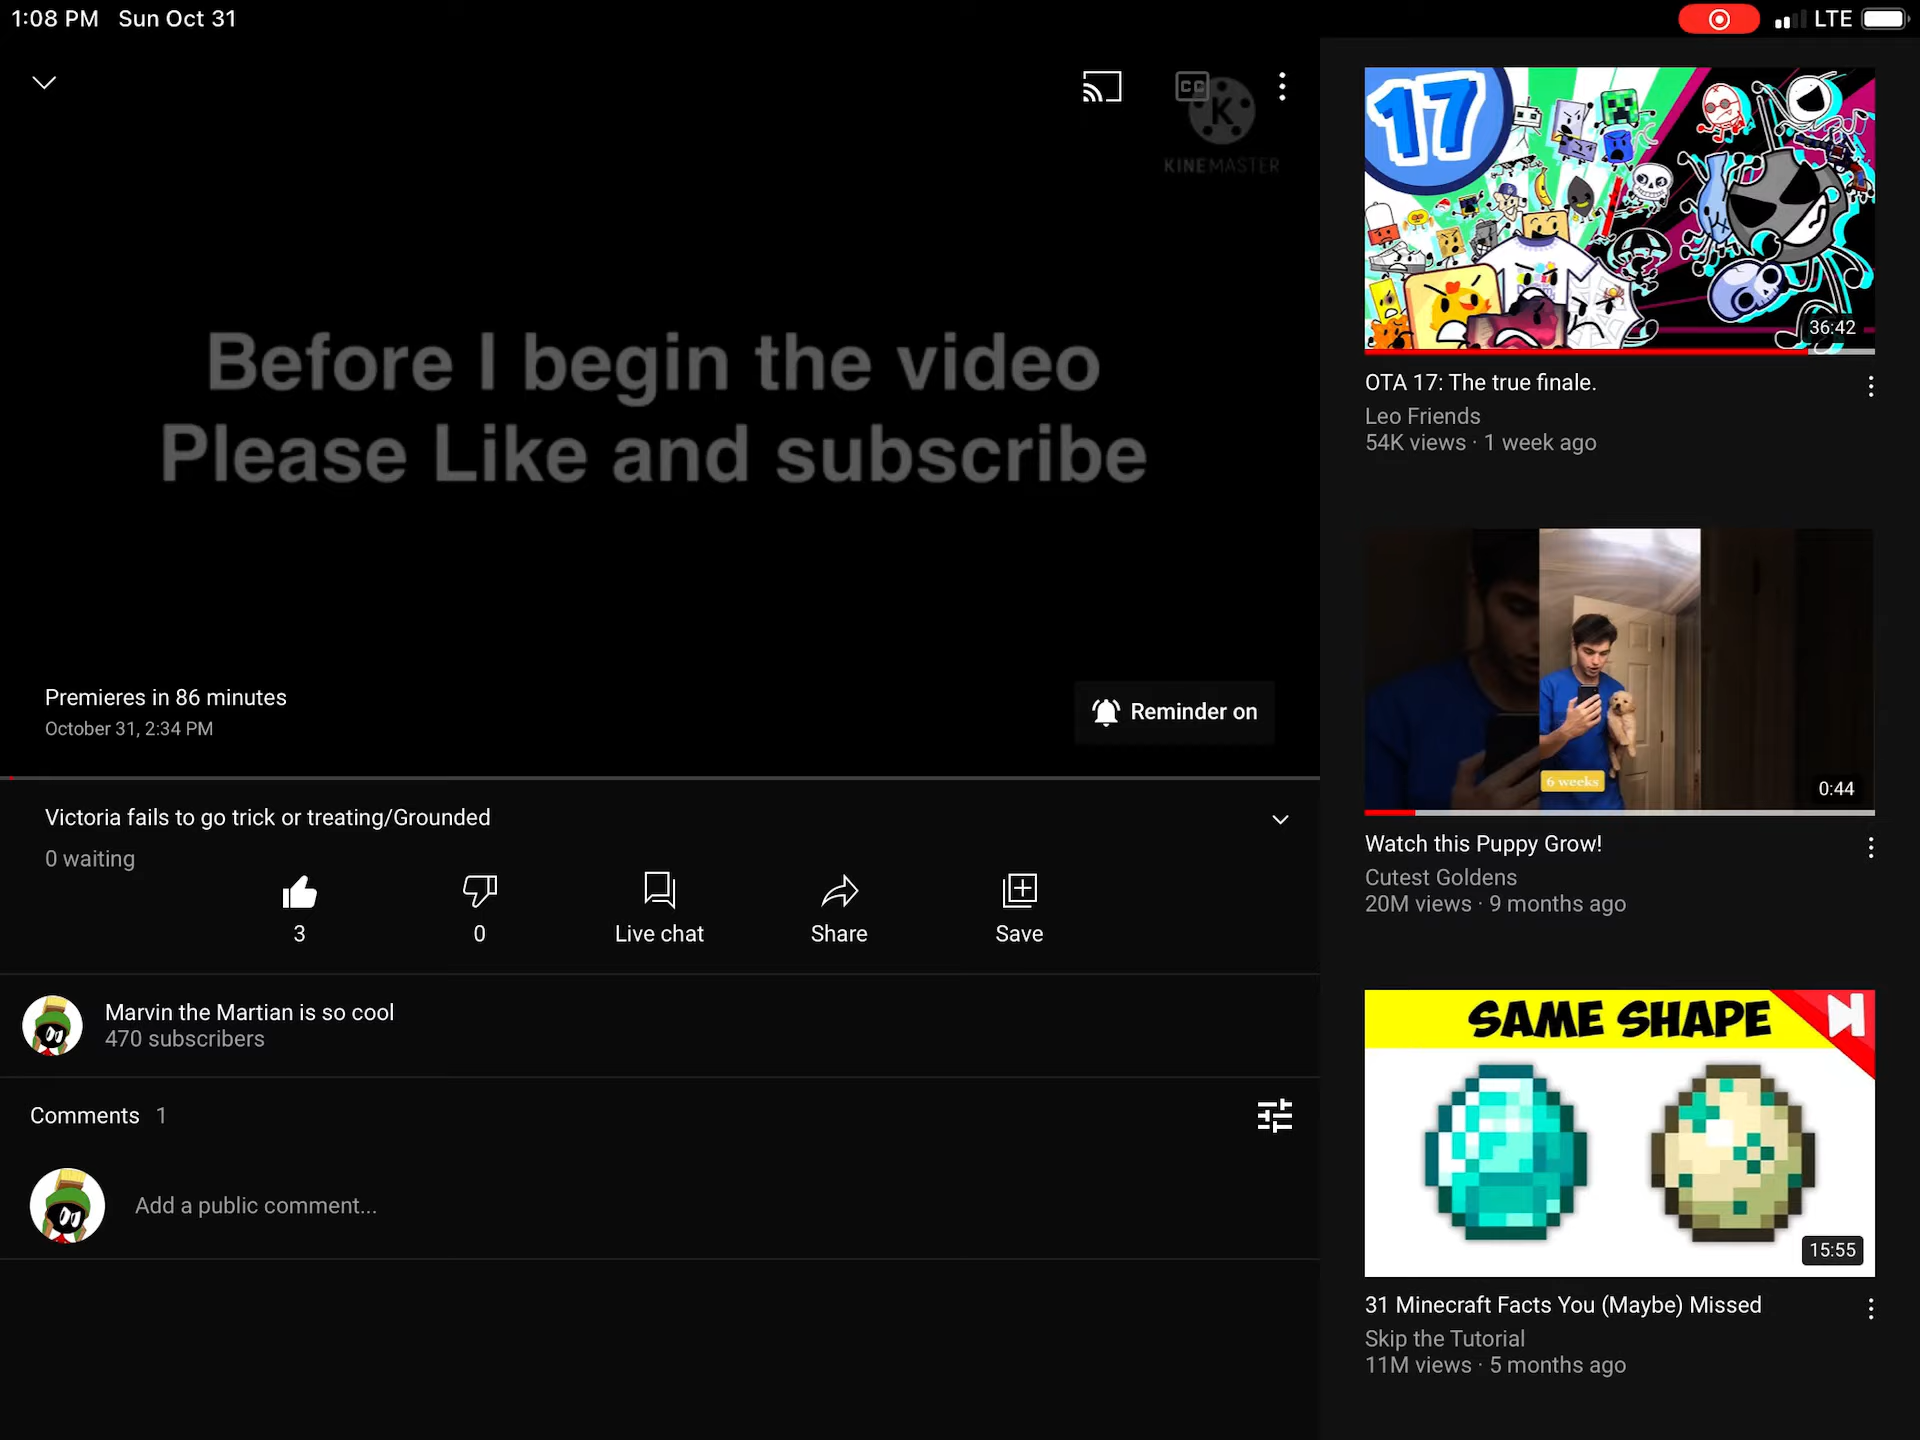 1:08 PM Sun Oct 31
LTE
CC
K
KINEMASTER
Before I begin the video
Please Like and subscribe
Premieres in 86 minutes
October 31, 2:34 PM
Reminder on
Victoria fails to go trick or treating/Grounded
0 waiting
3
0
Live chat
Share
Save
Marvin the Martian is so cool
470 subscribers
Comments 1
Add a public comment...
17
36:42
OTA 17: The true finale.
Leo Friends
54K views · 1 week ago
6 weeks
0:44
Watch this Puppy Grow!
Cutest Goldens
20M views · 9 months ago
SAME SHAPE
15:55
31 Minecraft Facts You (Maybe) Missed
Skip the Tutorial
11M views · 5 months ago